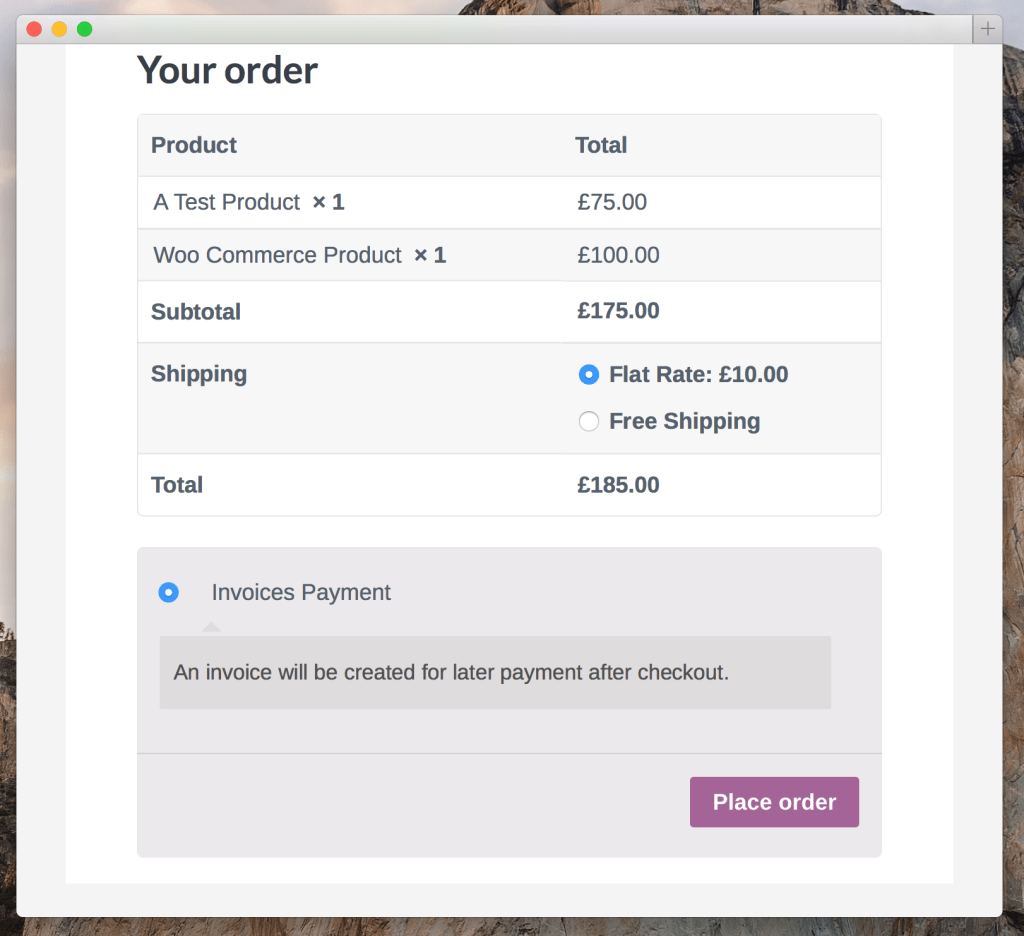 Your order
Product Total
A Test Product × 1 £75.00
Woo Commerce Product × 1 £100.00
Subtotal £175.00
Shipping Flat Rate: £10.00
Free Shipping
Total £185.00
Invoices Payment
An invoice will be created for later payment after checkout.
Place order